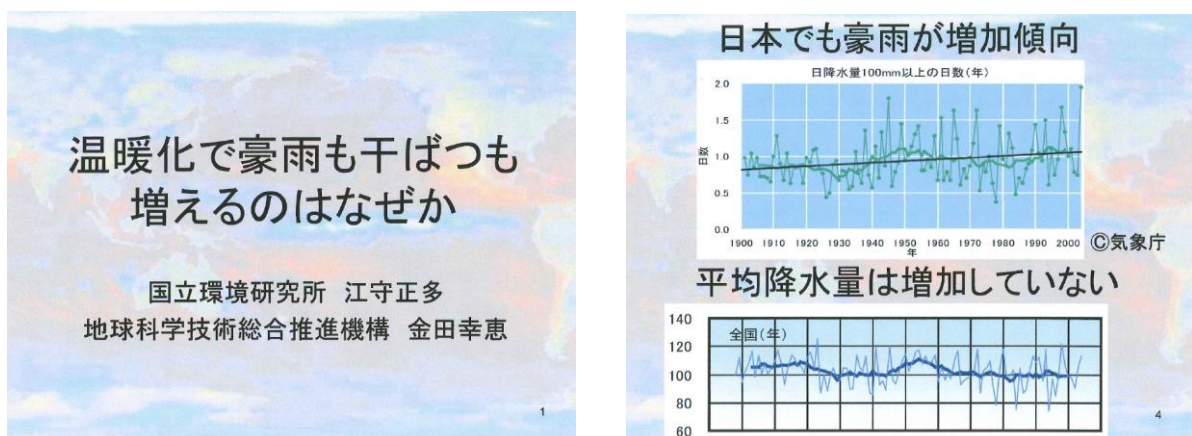 温暖化で豪雨も干ばつも
増えるのはなぜか
国立環境研究所 江守正多
地球科学技術総合推進機構 金田幸恵
1
日本でも豪雨が増加傾向
日降水量100mm以上の日数(年)
2.0
1.5
1.0
0.5
0.0
日数
1900 1910 1920 1930 1940 1950 1960 1970 1980 1990 2000
年
©気象庁
平均降水量は増加していない
140
120
100
80
60
全国(年)
4